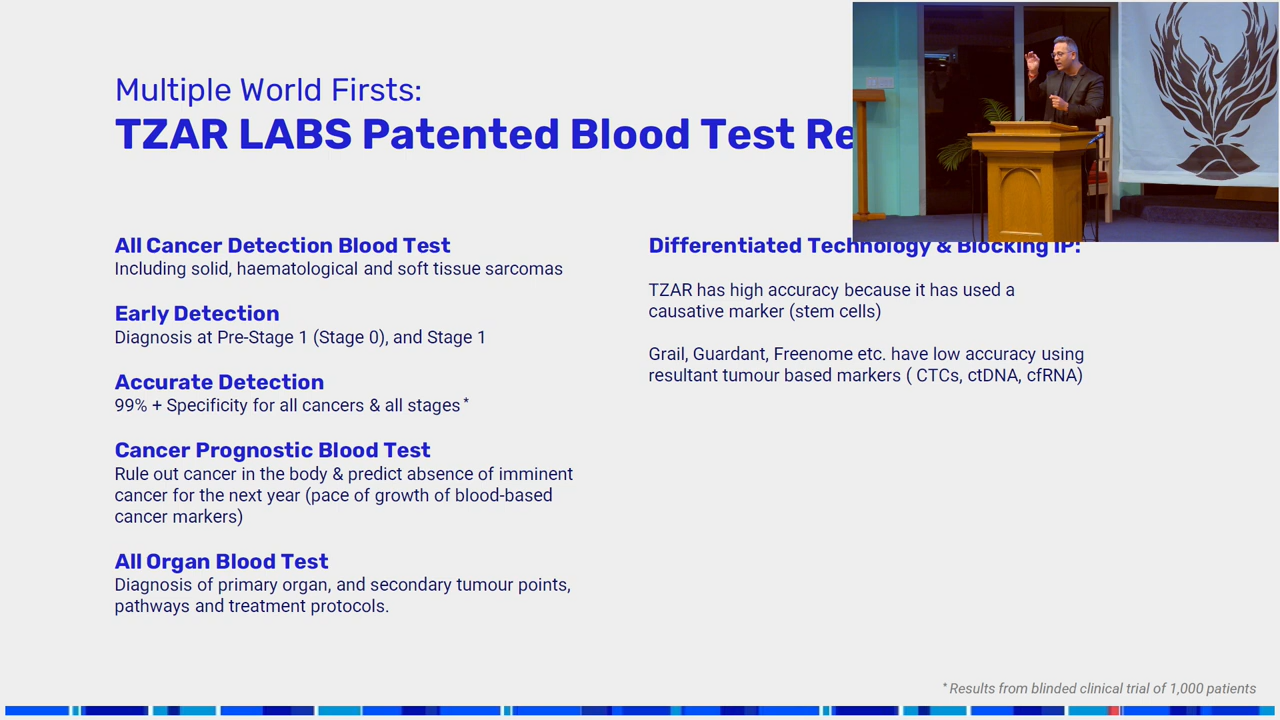 Multiple World Firsts:
TZAR LABS Patented Blood Test
All Cancer Detection Blood Test
Including solid, haematological and soft tissue sarcomas
Early Detection
Diagnosis at Pre-Stage 1 (Stage 0), and Stage 1
Accurate Detection
99% + Specificity for all cancers & all stages*
Cancer Prognostic Blood Test
Rule out cancer in the body & predict absence of imminent
cancer for the next year (pace of growth of blood-based
cancer markers)
All Organ Blood Test
Diagnosis of primary organ, and secondary tumour points,
pathways and treatment protocols.
Differentiated Technology & Blocking IP:
TZAR has high accuracy because it has used a
causative marker (stem cells)
Grail, Guardant, Freenome etc. have low accuracy using
resultant tumour based markers ( CTCs, ctDNA, cfRNA)
* Results from blinded clinical trial of 1,000 patients